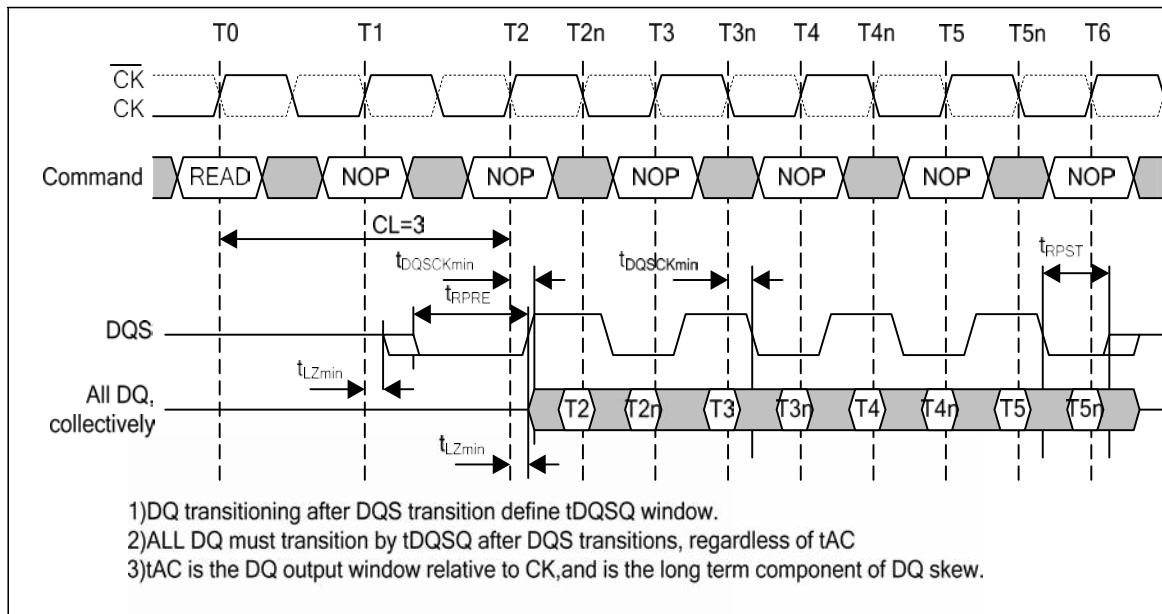 T0 T1 T2 T2n T3 T3n T4 T4n T5 T5n T6
CK
CK
Command READ NOP NOP NOP NOP NOP NOP
CL=3
tDQSCKmin tDQSCKmin tRPST
tRPRE
DQS
tLZmin
All DQ,
collectively
T2 T2n T3 T3n T4 T4n T5 T5n
tLZmin
1)DQ transitioning after DQS transition define tDQSQ window.
2)ALL DQ must transition by tDQSQ after DQS transitions, regardless of tAC
3)tAC is the DQ output window relative to CK,and is the long term component of DQ skew.